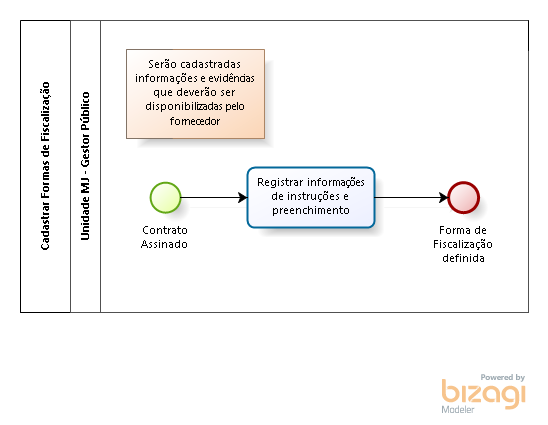 Cadastrar Formas de Fiscalização
Unidade MJ - Gestor Público
Serão cadastradas
informações e evidências
que deverão ser
disponibilizadas pelo
fornecedor
Registrar informações
de instruções e
preenchimento
Contrato
Assinado
Forma de
Fiscalização
definida
Powered by
bizagi
Modeler